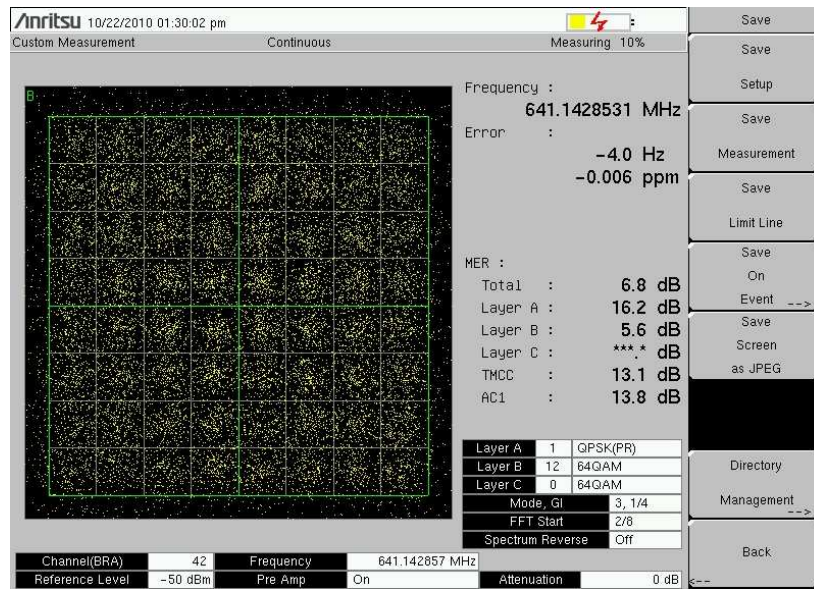 Anritsu 10/22/2010 01:30:02 pm
Custom Measurement Continuous Measuring 10%
B
Frequency :
641.1428531 MHz
Error :
-4.0 Hz
-0.006 ppm
MER :
Total : 6.8 dB
Layer A : 16.2 dB
Layer B : 5.6 dB
Layer C : ***.* dB
TMCC : 13.1 dB
AC1 : 13.8 dB
Layer A 1 QPSK(PR)
Layer B 12 64QAM
Layer C 0 64QAM
Mode, GI 3, 1/4
FFT Start 2/8
Spectrum Reverse Off
Channel(BRA) 42 Frequency 641.142857 MHz
Reference Level -50 dBm Pre Amp On Attenuation 0 dB
Save
Save
Setup
Save
Measurement
Save
Limit Line
Save
On
Event -->
Save
Screen
as JPEG
Directory
Management -->
Back
<--